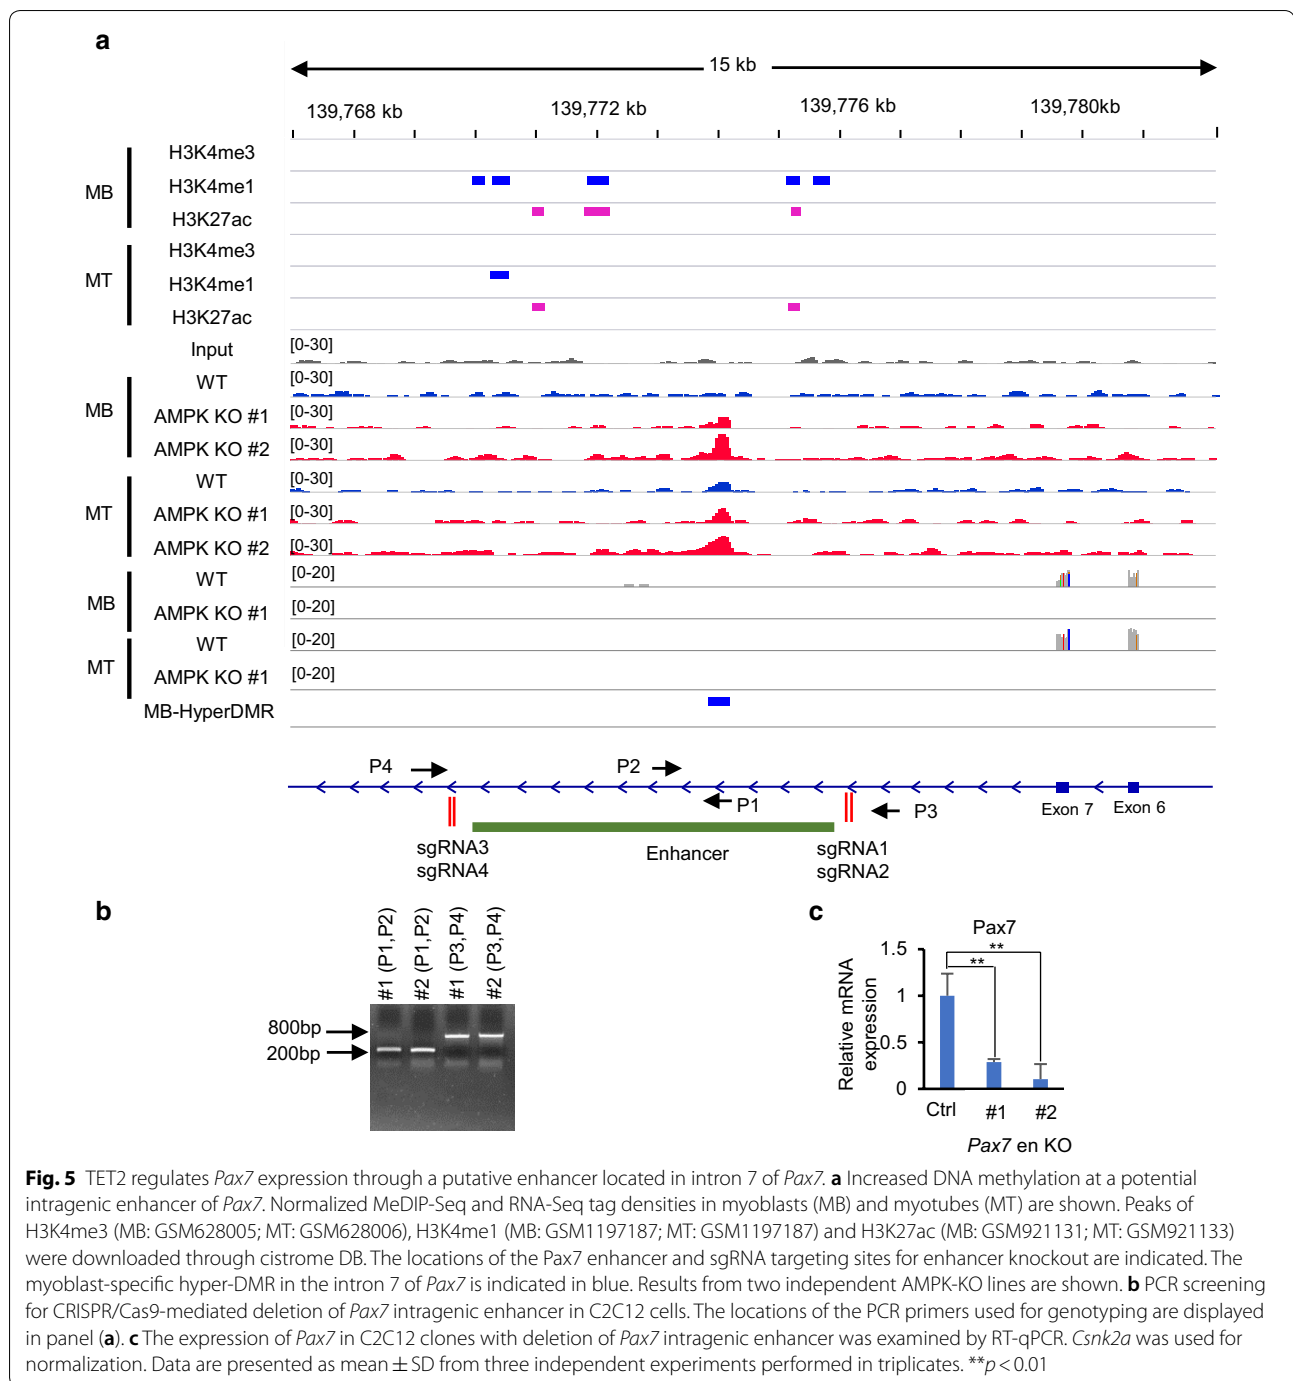 a
15 kb
139,768 kb 139,772 kb 139,776 kb 139,780kb
MB
H3K4me3
H3K4me1
H3K27ac
MT
H3K4me3
H3K4me1
H3K27ac
Input [0-30]
MB
WT [0-30]
AMPK KO #1 [0-30]
AMPK KO #2 [0-30]
MT
WT [0-30]
AMPK KO #1 [0-30]
AMPK KO #2 [0-30]
MB
WT [0-20]
AMPK KO #1 [0-20]
MT
WT [0-20]
AMPK KO #1 [0-20]
MB-HyperDMR
P4 P2
P1 P3 Exon 7 Exon 6
sgRNA3 Enhancer sgRNA1
sgRNA4 sgRNA2
b
#1 (P1,P2)
#2 (P1,P2)
#1 (P3,P4)
#2 (P3,P4)
800bp
200bp
c
Pax7
Relative mRNA
expression
1.5
1
0.5
0
**
**
Ctrl #1 #2
Pax7 en KO
Fig. 5 TET2 regulates Pax7 expression through a putative enhancer located in intron 7 of Pax7. a Increased DNA methylation at a potential
intragenic enhancer of Pax7. Normalized MeDIP-Seq and RNA-Seq tag densities in myoblasts (MB) and myotubes (MT) are shown. Peaks of
H3K4me3 (MB: GSM628005; MT: GSM628006), H3K4me1 (MB: GSM1197187; MT: GSM1197187) and H3K27ac (MB: GSM921131; MT: GSM921133)
were downloaded through cistrome DB. The locations of the Pax7 enhancer and sgRNA targeting sites for enhancer knockout are indicated. The
myoblast-specific hyper-DMR in the intron 7 of Pax7 is indicated in blue. Results from two independent AMPK-KO lines are shown. b PCR screening
for CRISPR/Cas9-mediated deletion of Pax7 intragenic enhancer in C2C12 cells. The locations of the PCR primers used for genotyping are displayed
in panel (a). c The expression of Pax7 in C2C12 clones with deletion of Pax7 intragenic enhancer was examined by RT-qPCR. Csnk2a was used for
normalization. Data are presented as mean ± SD from three independent experiments performed in triplicates. **p < 0.01